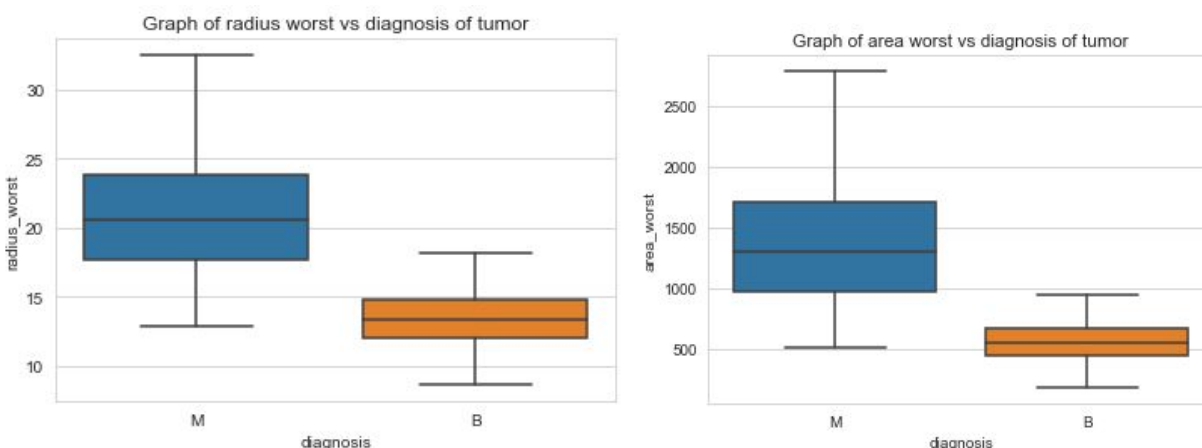 Graph of radius worst vs diagnosis of tumor
30
25
20
15
10
radius_worst
M
B
diagnosis
Graph of area worst vs diagnosis of tumor
2500
2000
1500
1000
500
area_worst
M
B
diagnosis